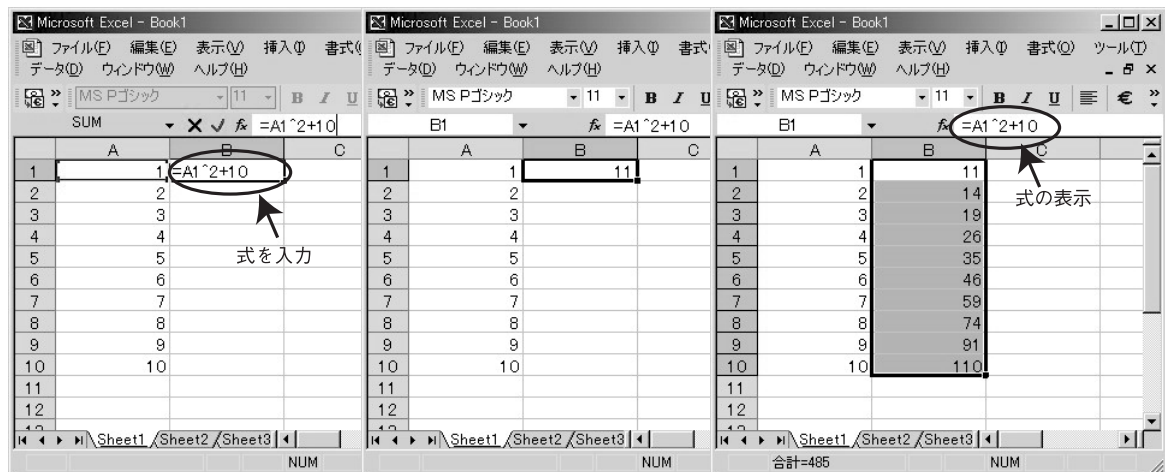 Microsoft Excel - Book1
ファイル(F) 編集(E) 表示(V) 挿入(I) 書式(
データ(D) ウィンドウ(W) ヘルプ(H)
MS Pゴシック 11 B I U
SUM =A1^2+10
A B C
1 1 =A1^2+10
2 2
3 3
4 4
5 5
6 6
7 7
8 8
9 9
10 10
11
12
式を入力
Sheet1 Sheet2 Sheet3
NUM
Microsoft Excel - Book1
ファイル(F) 編集(E) 表示(V) 挿入(I) 書式(
データ(D) ウィンドウ(W) ヘルプ(H)
MS Pゴシック 11 B I U
B1 fx =A1^2+10
A B C
1 1 11
2 2
3 3
4 4
5 5
6 6
7 7
8 8
9 9
10 10
11
12
Sheet1 Sheet2 Sheet3
NUM
Microsoft Excel - Book1
ファイル(F) 編集(E) 表示(V) 挿入(I) 書式(O) ツール(T)
データ(D) ウィンドウ(W) ヘルプ(H)
MS Pゴシック 11 B I U €
B1 fx =A1^2+10
A B C
1 1 11
2 2 14
3 3 19
4 4 26
5 5 35
6 6 46
7 7 59
8 8 74
9 9 91
10 10 110
11
12
式の表示
Sheet1 Sheet2 Sheet3
合計=485 NUM